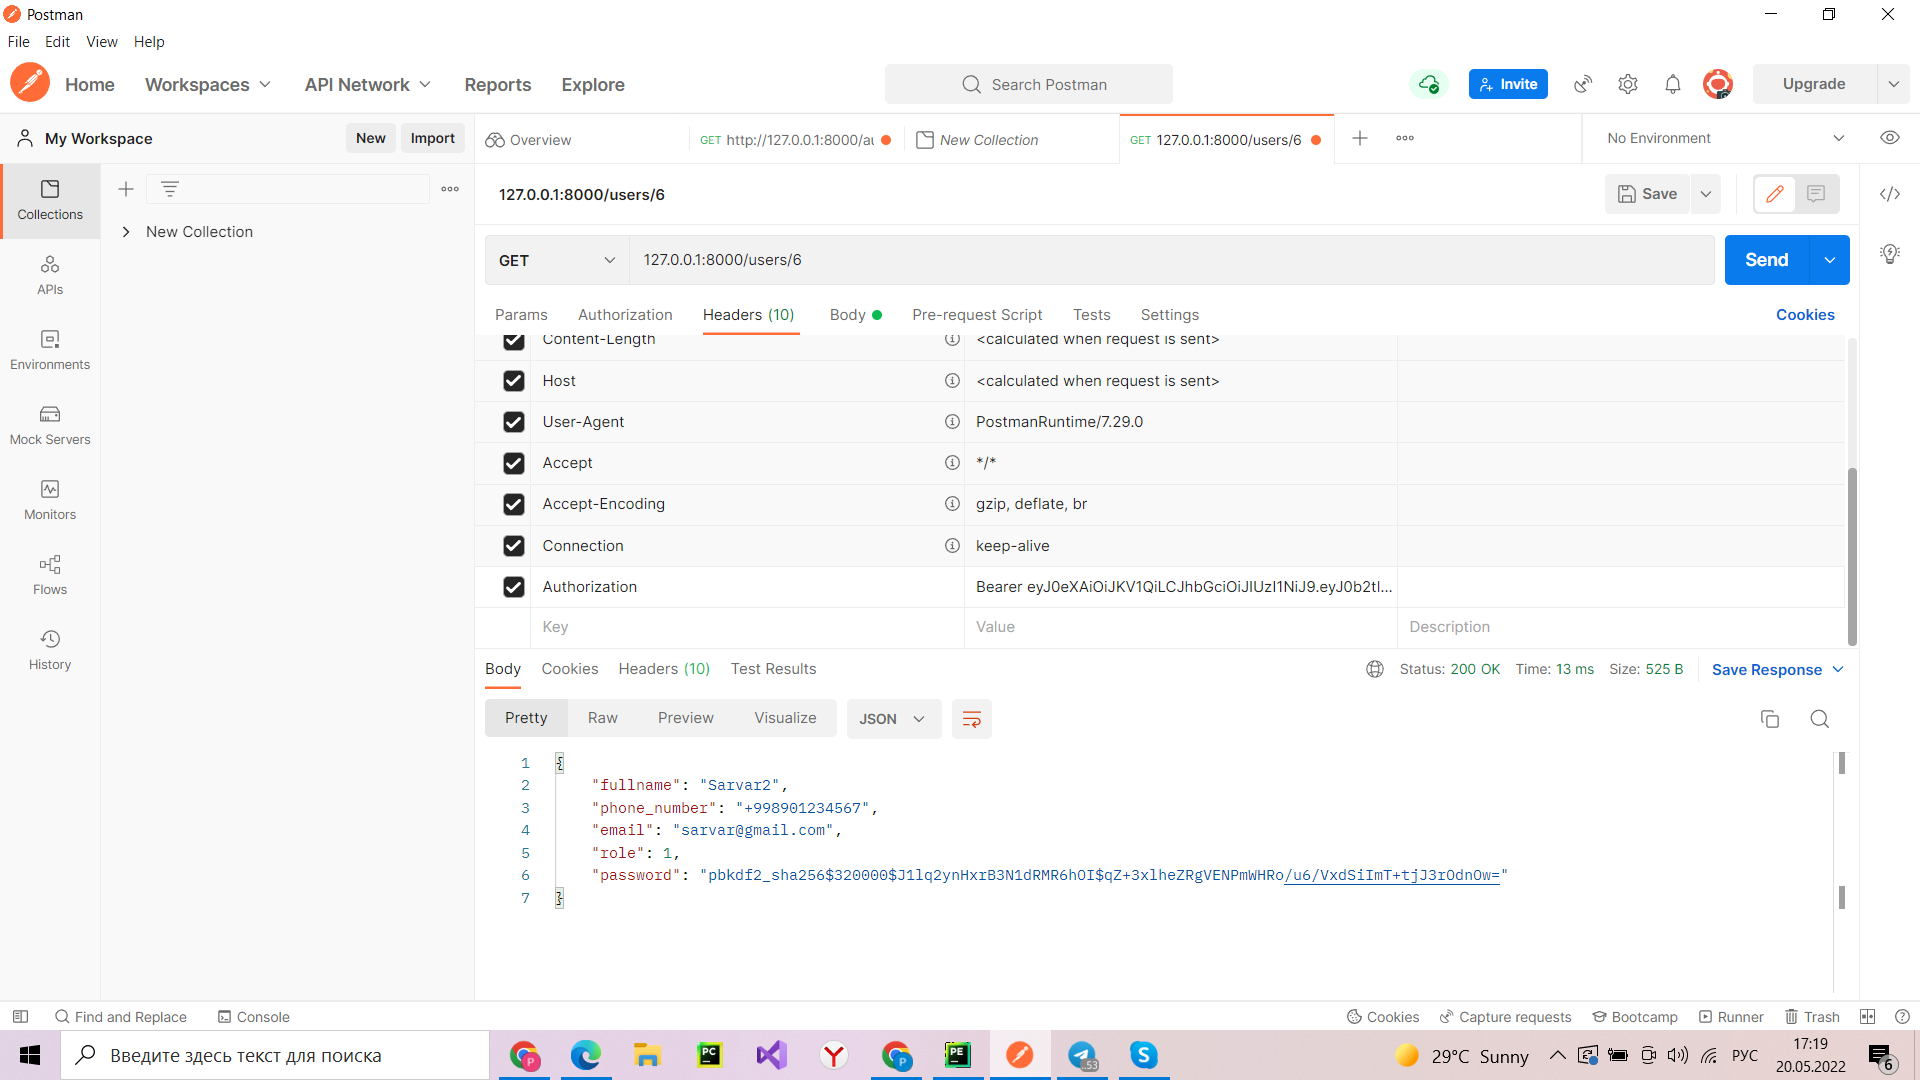 Postman
File Edit View Help
Home Workspaces API Network Reports Explore Search Postman Invite Upgrade
My Workspace New Import Overview GET http://127.0.0.1:8000/au New Collection GET 127.0.0.1:8000/users/6 No Environment
Collections
New Collection
APIs
Environments
Mock Servers
Monitors
Flows
History
127.0.0.1:8000/users/6 Save
GET 127.0.0.1:8000/users/6 Send
Params Authorization Headers (10) Body Pre-request Script Tests Settings Cookies
Content-Length <calculated when request is sent>
Host <calculated when request is sent>
User-Agent PostmanRuntime/7.29.0
Accept */*
Accept-Encoding gzip, deflate, br
Connection keep-alive
Authorization Bearer eyJ0eXAiOiJKV1QiLCJhbGciOiJIUzI1NiJ9.eyJ0b2tl...
Key Value Description
Body Cookies Headers (10) Test Results Status: 200 OK Time: 13 ms Size: 525 B Save Response
Pretty Raw Preview Visualize JSON
1 {
2 "fullname": "Sarvar2",
3 "phone_number": "+998901234567",
4 "email": "sarvar@gmail.com",
5 "role": 1,
6 "password": "pbkdf2_sha256$320000$J1lq2ynHxrB3N1dRMR6hOI$qZ+3xlheZRgVENPmWHRo/u6/VxdSiImT+tjJ3rOdnOw="
7 }
Find and Replace Console Cookies Capture requests Bootcamp Runner Trash
Введите здесь текст для поиска 53 29°C Sunny РУС 17:19
20.05.2022 6